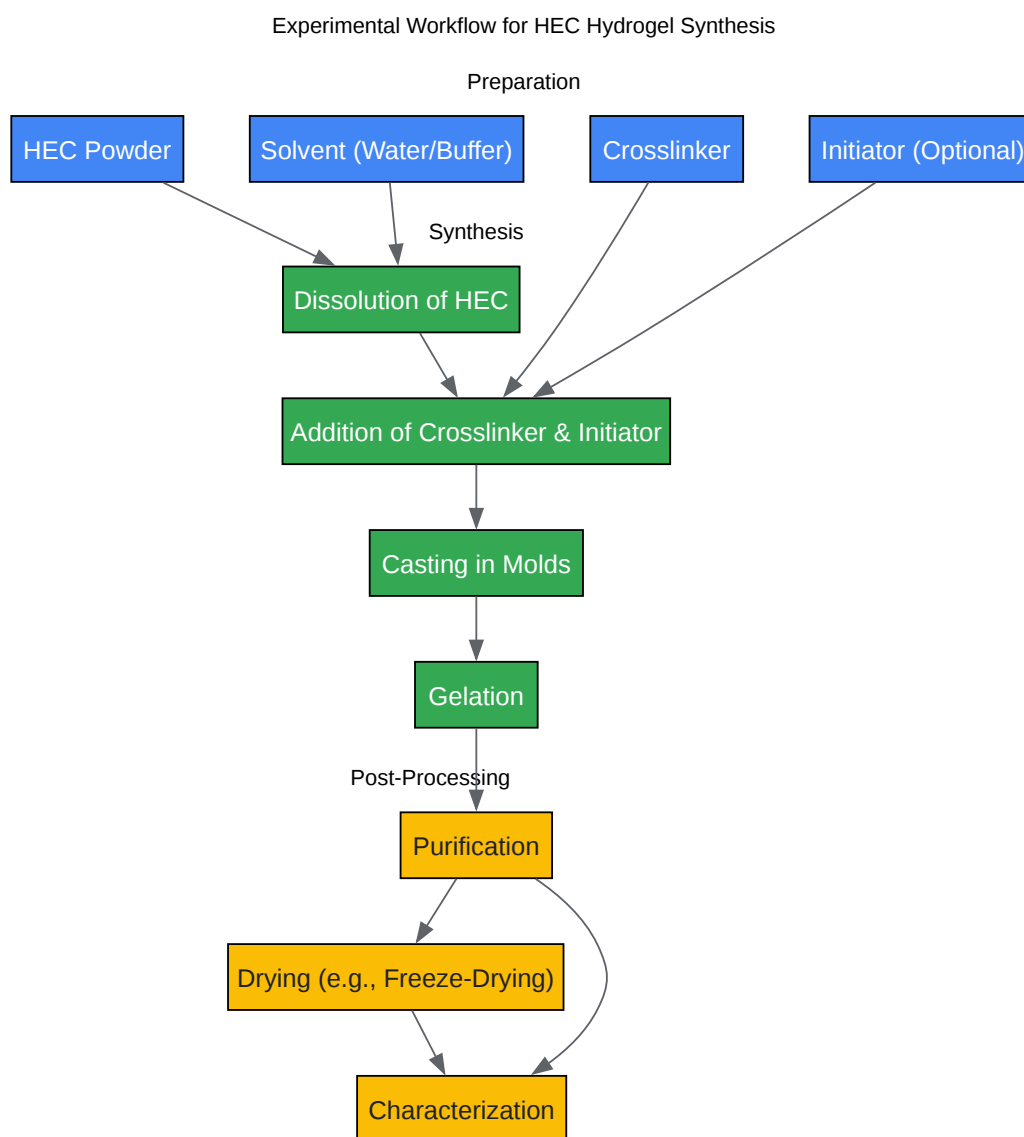 Experimental Workflow for HEC Hydrogel Synthesis
Preparation
HEC Powder
Solvent (Water/Buffer)
Crosslinker
Initiator (Optional)
Synthesis
Dissolution of HEC
Addition of Crosslinker & Initiator
Casting in Molds
Gelation
Post-Processing
Purification
Drying (e.g., Freeze-Drying)
Characterization